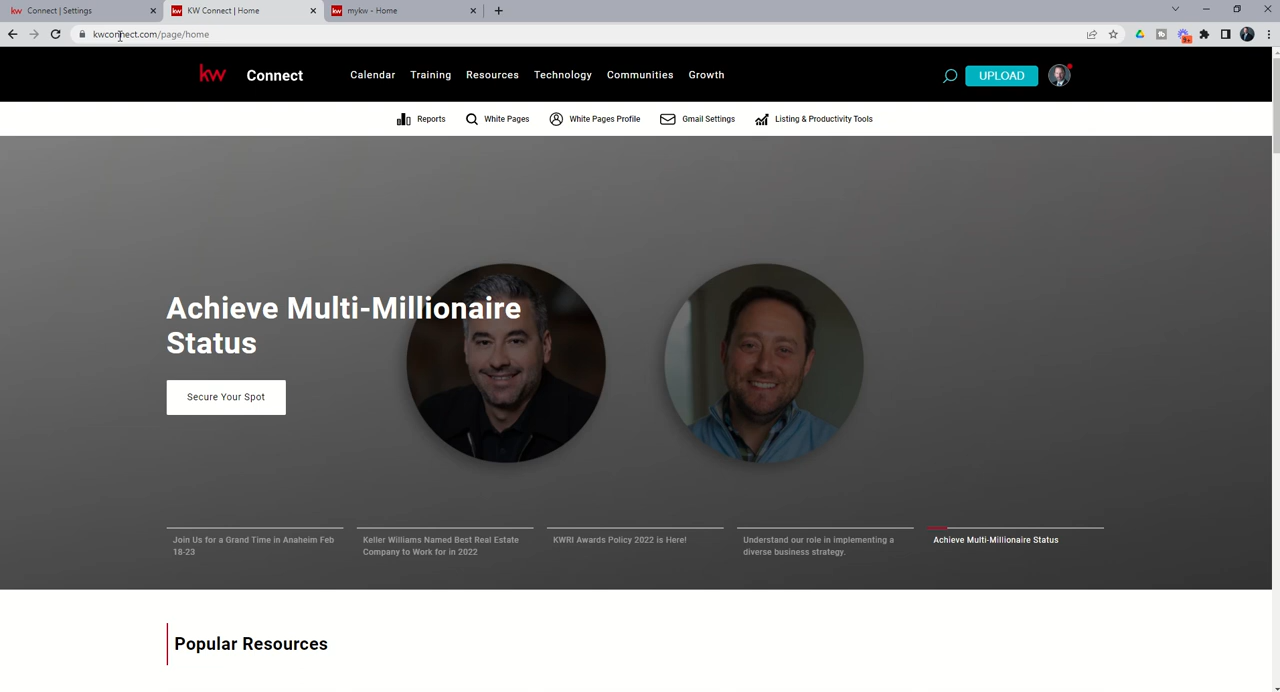 kw Connect | Settings
kw KW Connect | Home
kw mykw - Home
kwconnect.com/page/home
9+
kw Connect Calendar Training Resources Technology Communities Growth UPLOAD
Reports White Pages White Pages Profile Gmail Settings Listing & Productivity Tools
Achieve Multi-Millionaire
Status
Secure Your Spot
Join Us for a Grand Time in Anaheim Feb
18-23
Keller Williams Named Best Real Estate
Company to Work for in 2022
KWRI Awards Policy 2022 is Here!
Understand our role in implementing a
diverse business strategy.
Achieve Multi-Millionaire Status
Popular Resources